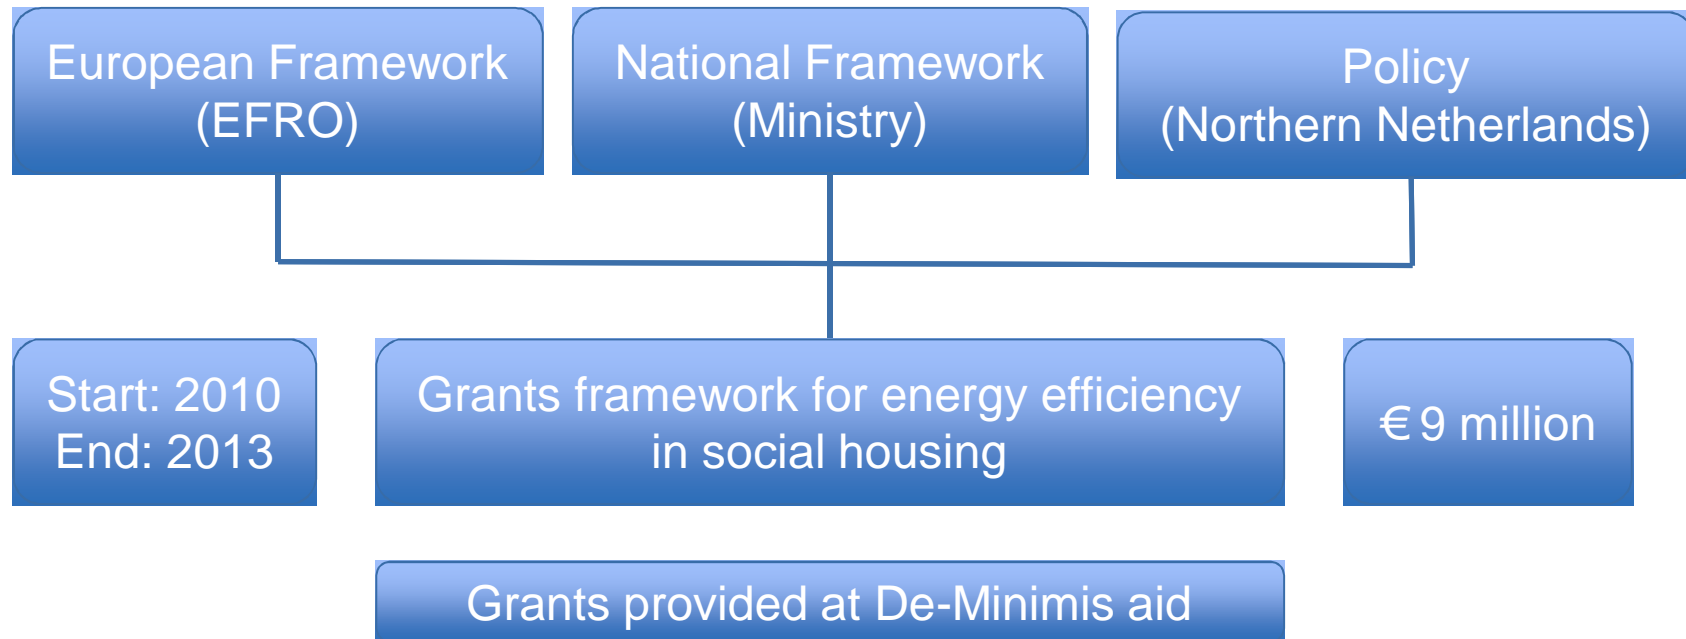 European Framework
(EFRO)
National Framework
(Ministry)
Policy
(Northern Netherlands)
Start: 2010
End: 2013
Grants framework for energy efficiency
in social housing
€ 9 million
Grants provided at De-Minimis aid